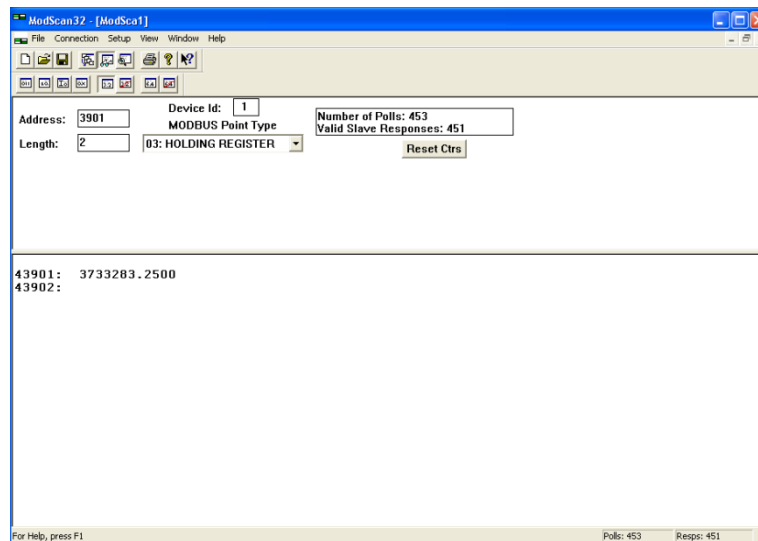 ModScan32 - [ModSca1]
File Connection Setup View Window Help
Address: 3901
Device Id: 1
MODBUS Point Type
Length: 2
03: HOLDING REGISTER
Number of Polls: 453
Valid Slave Responses: 451
Reset Ctrs
43901: 3733283.2500
43902:
For Help, press F1
Polls: 453
Resps: 451